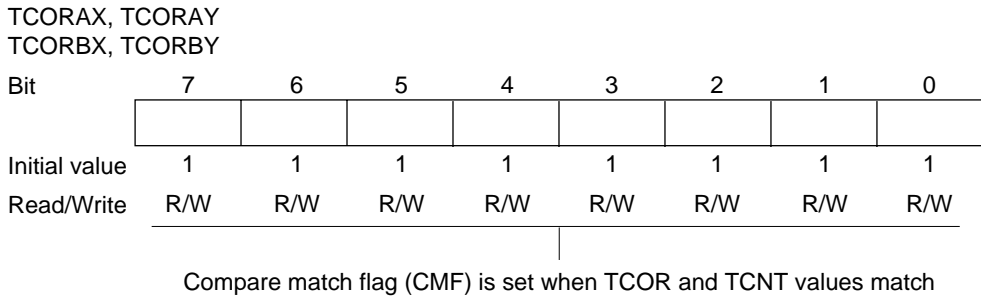 TCORAX, TCORAY
TCORBX, TCORBY
Bit 7 6 5 4 3 2 1 0
Initial value 1 1 1 1 1 1 1 1
Read/Write R/W R/W R/W R/W R/W R/W R/W R/W
Compare match flag (CMF) is set when TCOR and TCNT values match